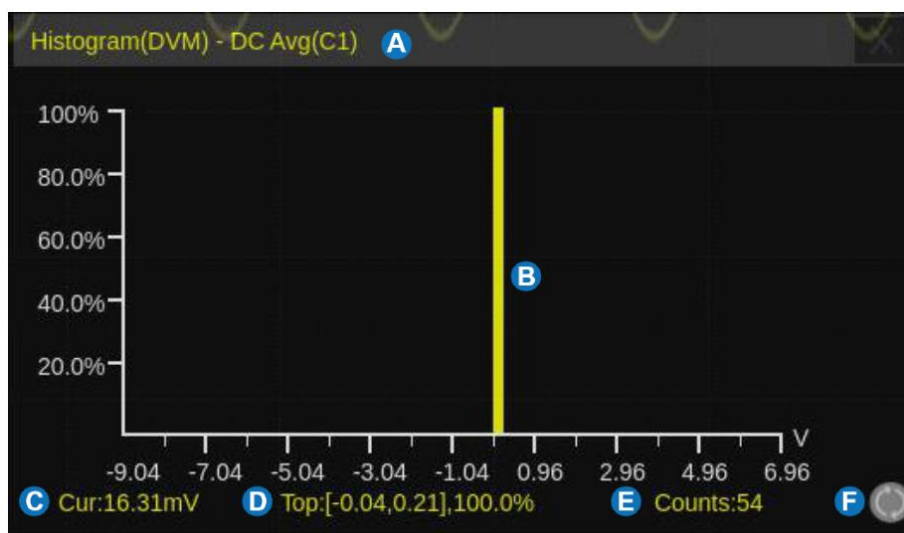 Histogram(DVM) - DC Avg(C1) A
X
100%
80.0%
60.0%
B
40.0%
20.0%
V
-9.04 -7.04 -5.04 -3.04 -1.04 0.96 2.96 4.96 6.96
C Cur:16.31mV D Top:[-0.04,0.21],100.0% E Counts:54 F